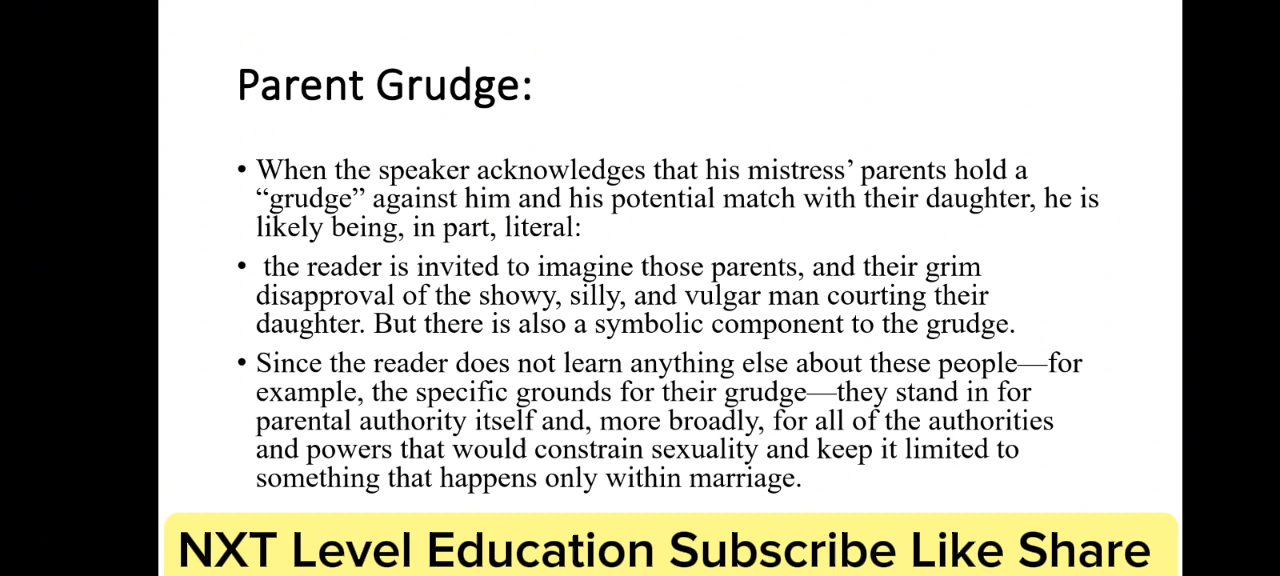 Parent Grudge:
• When the speaker acknowledges that his mistress’ parents hold a
“grudge” against him and his potential match with their daughter, he is
likely being, in part, literal:
• the reader is invited to imagine those parents, and their grim
disapproval of the showy, silly, and vulgar man courting their
daughter. But there is also a symbolic component to the grudge.
• Since the reader does not learn anything else about these people—for
example, the specific grounds for their grudge—they stand in for
parental authority itself and, more broadly, for all of the authorities
and powers that would constrain sexuality and keep it limited to
something that happens only within marriage.
NXT Level Education Subscribe Like Share